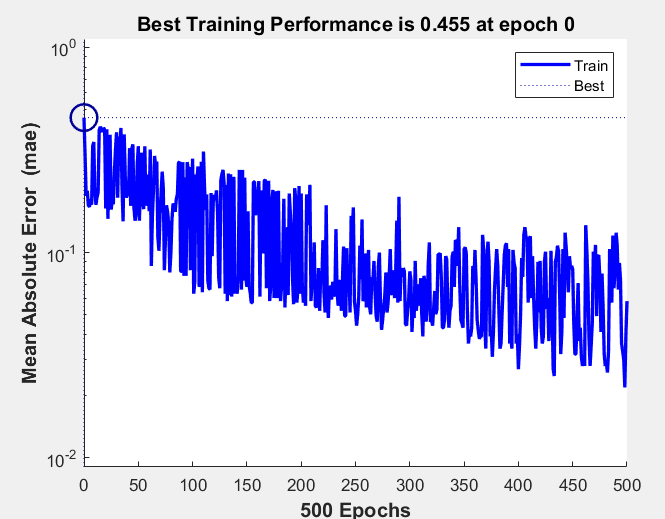 Best Training Performance is 0.455 at epoch 0
10^0
Train
Best
Mean Absolute Error (mae)
10^-1
10^-2
0 50 100 150 200 250 300 350 400 450 500
500 Epochs